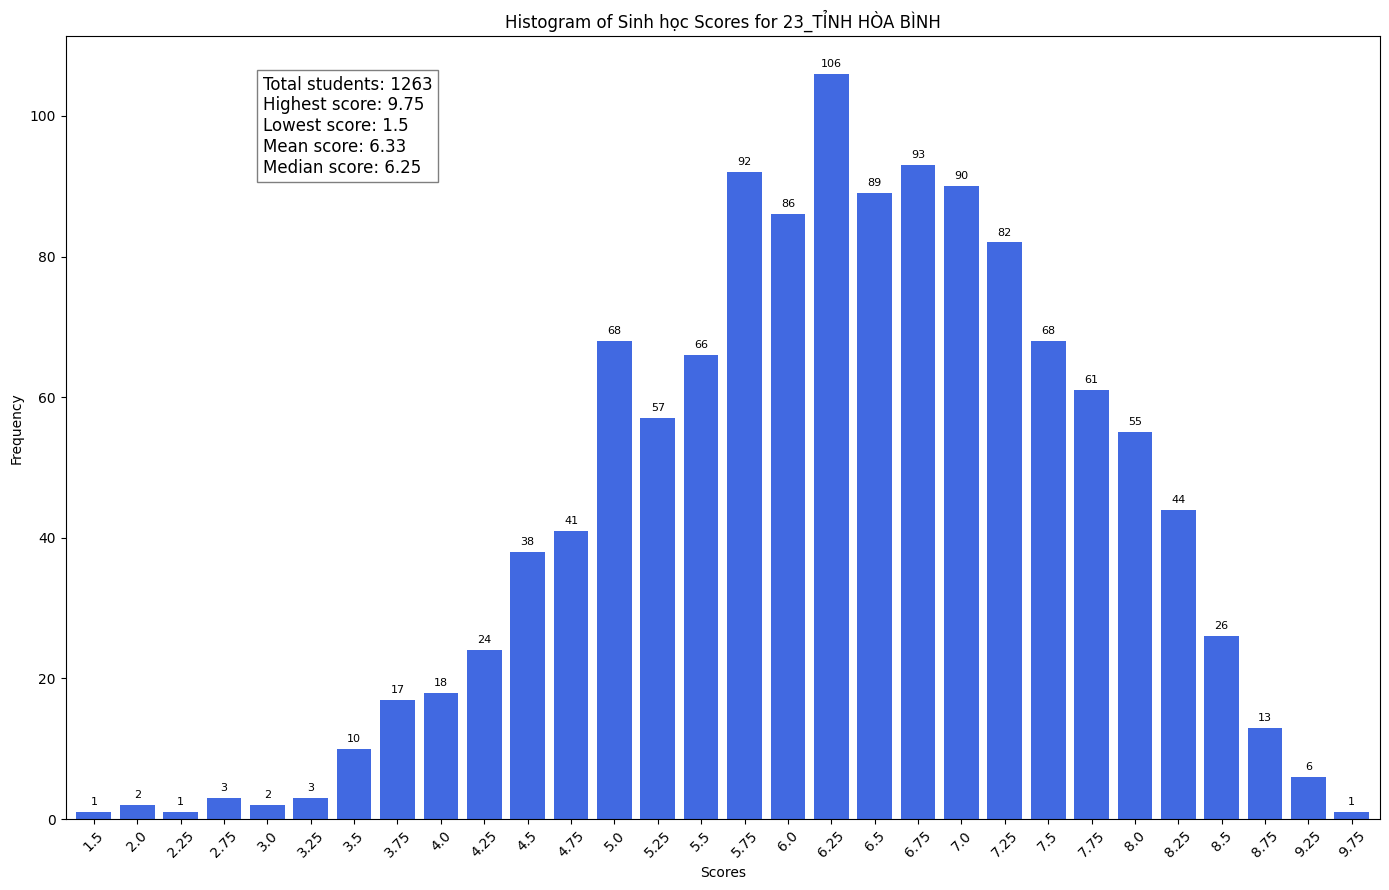 Histogram of Sinh học Scores for 23_TỈNH HÒA BÌNH
Total students: 1263
Highest score: 9.75
Lowest score: 1.5
Mean score: 6.33
Median score: 6.25
Frequency
100
80
60
40
20
0
1 2 1 3 2 3 10 17 18 24 38 41 68 57 66 92 86 106 89 93 90 82 68 61 55 44 26 13 6 1
1.5 2.0 2.25 2.75 3.0 3.25 3.5 3.75 4.0 4.25 4.5 4.75 5.0 5.25 5.5 5.75 6.0 6.25 6.5 6.75 7.0 7.25 7.5 7.75 8.0 8.25 8.5 8.75 9.25 9.75
Scores